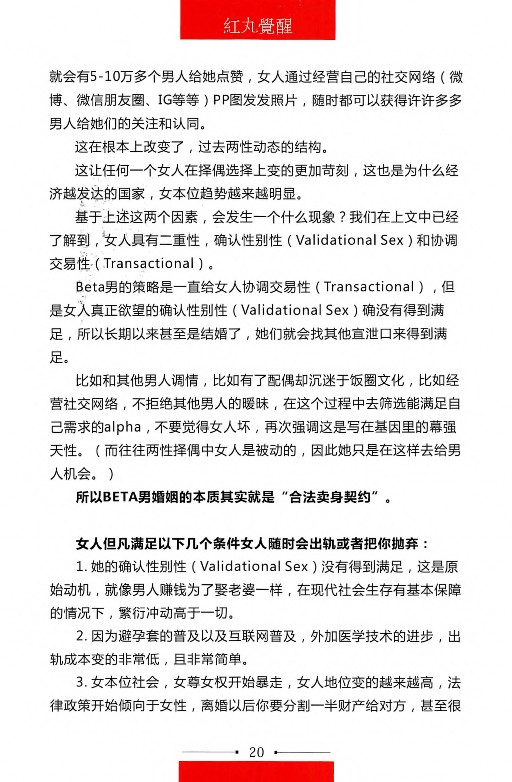 紅丸覺醒
就会有5-10万多个男人给她点赞，女人通过经营自己的社交网络（微
博、微信朋友圈、IG等等）PP图发发照片，随时都可以获得许许多多
男人给她们的关注和认同。
这在根本上改变了，过去两性动态的结构。
这让任何一个女人在择偶选择上变的更加苛刻，这也是为什么经
济越发达的国家，女本位趋势越来越明显。
基于上述这两个因素，会发生一个什么现象？我们在上文中已经
了解到，女人具有二重性，确认性别性（Validational Sex）和协调
交易性（Transactional）。
Beta男的策略是一直给女人协调交易性（Transactional），但
是女人真正欲望的确认性别性（Validational Sex）确没有得到满
足，所以长期以来甚至是结婚了，她们就会找其他宣泄口来得到满
足。
比如和其他男人调情，比如有了配偶却沉迷于饭圈文化，比如经
营社交网络，不拒绝其他男人的暧昧，在这个过程中去筛选能满足自
己需求的alpha，不要觉得女人坏，再次强调这是写在基因里的幕强
天性。（而往往两性择偶中女人是被动的，因此她只是在这样去给男
人机会。）
所以BETA男婚姻的本质其实就是“合法卖身契约”。
女人但凡满足以下几个条件女人随时会出轨或者把你抛弃：
1. 她的确认性别性（Validational Sex）没有得到满足，这是原
始动机，就像男人赚钱为了娶老婆一样，在现代社会生存有基本保障
的情况下，繁衍冲动高于一切。
2. 因为避孕套的普及以及互联网普及，外加医学技术的进步，出
轨成本变的非常低，且非常简单。
3. 女本位社会，女尊女权开始暴走，女人地位变的越来越高，法
律政策开始倾向于女性，离婚以后你要分割一半财产给对方，甚至很
20